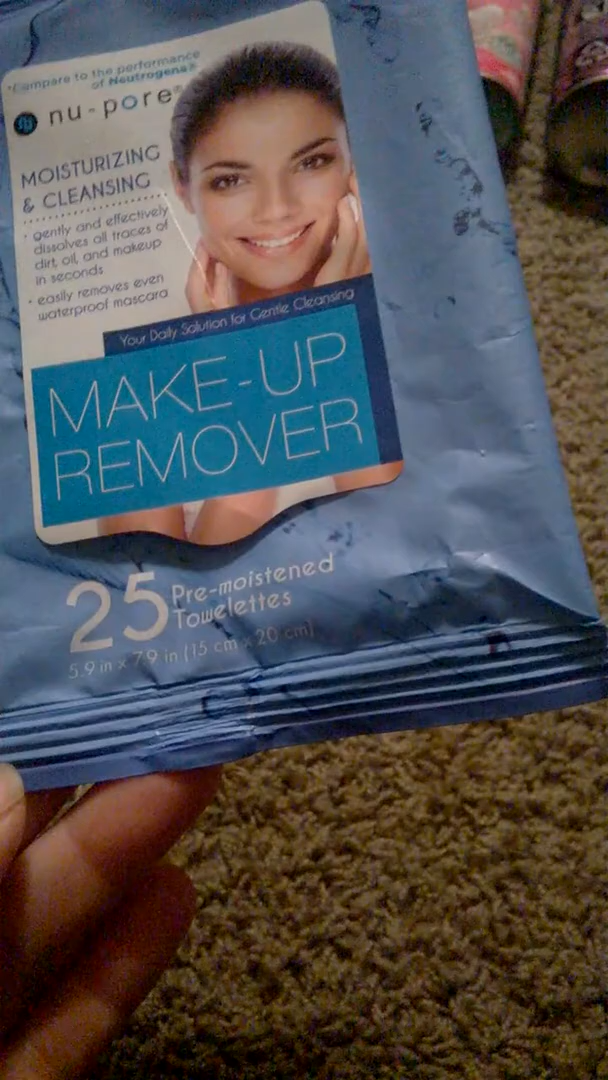 *Compare to the performance
of Neutrogena®
nu-pore®
MOISTURIZING
& CLEANSING
• gently and effectively
dissolves all traces of
dirt, oil, and makeup
in seconds
• easily removes even
waterproof mascara
Your Daily Solution for Gentle Cleansing
MAKE-UP
REMOVER
25 Pre-moistened
Towelettes
5.9 in x 7.9 in (15 cm x 20 cm)